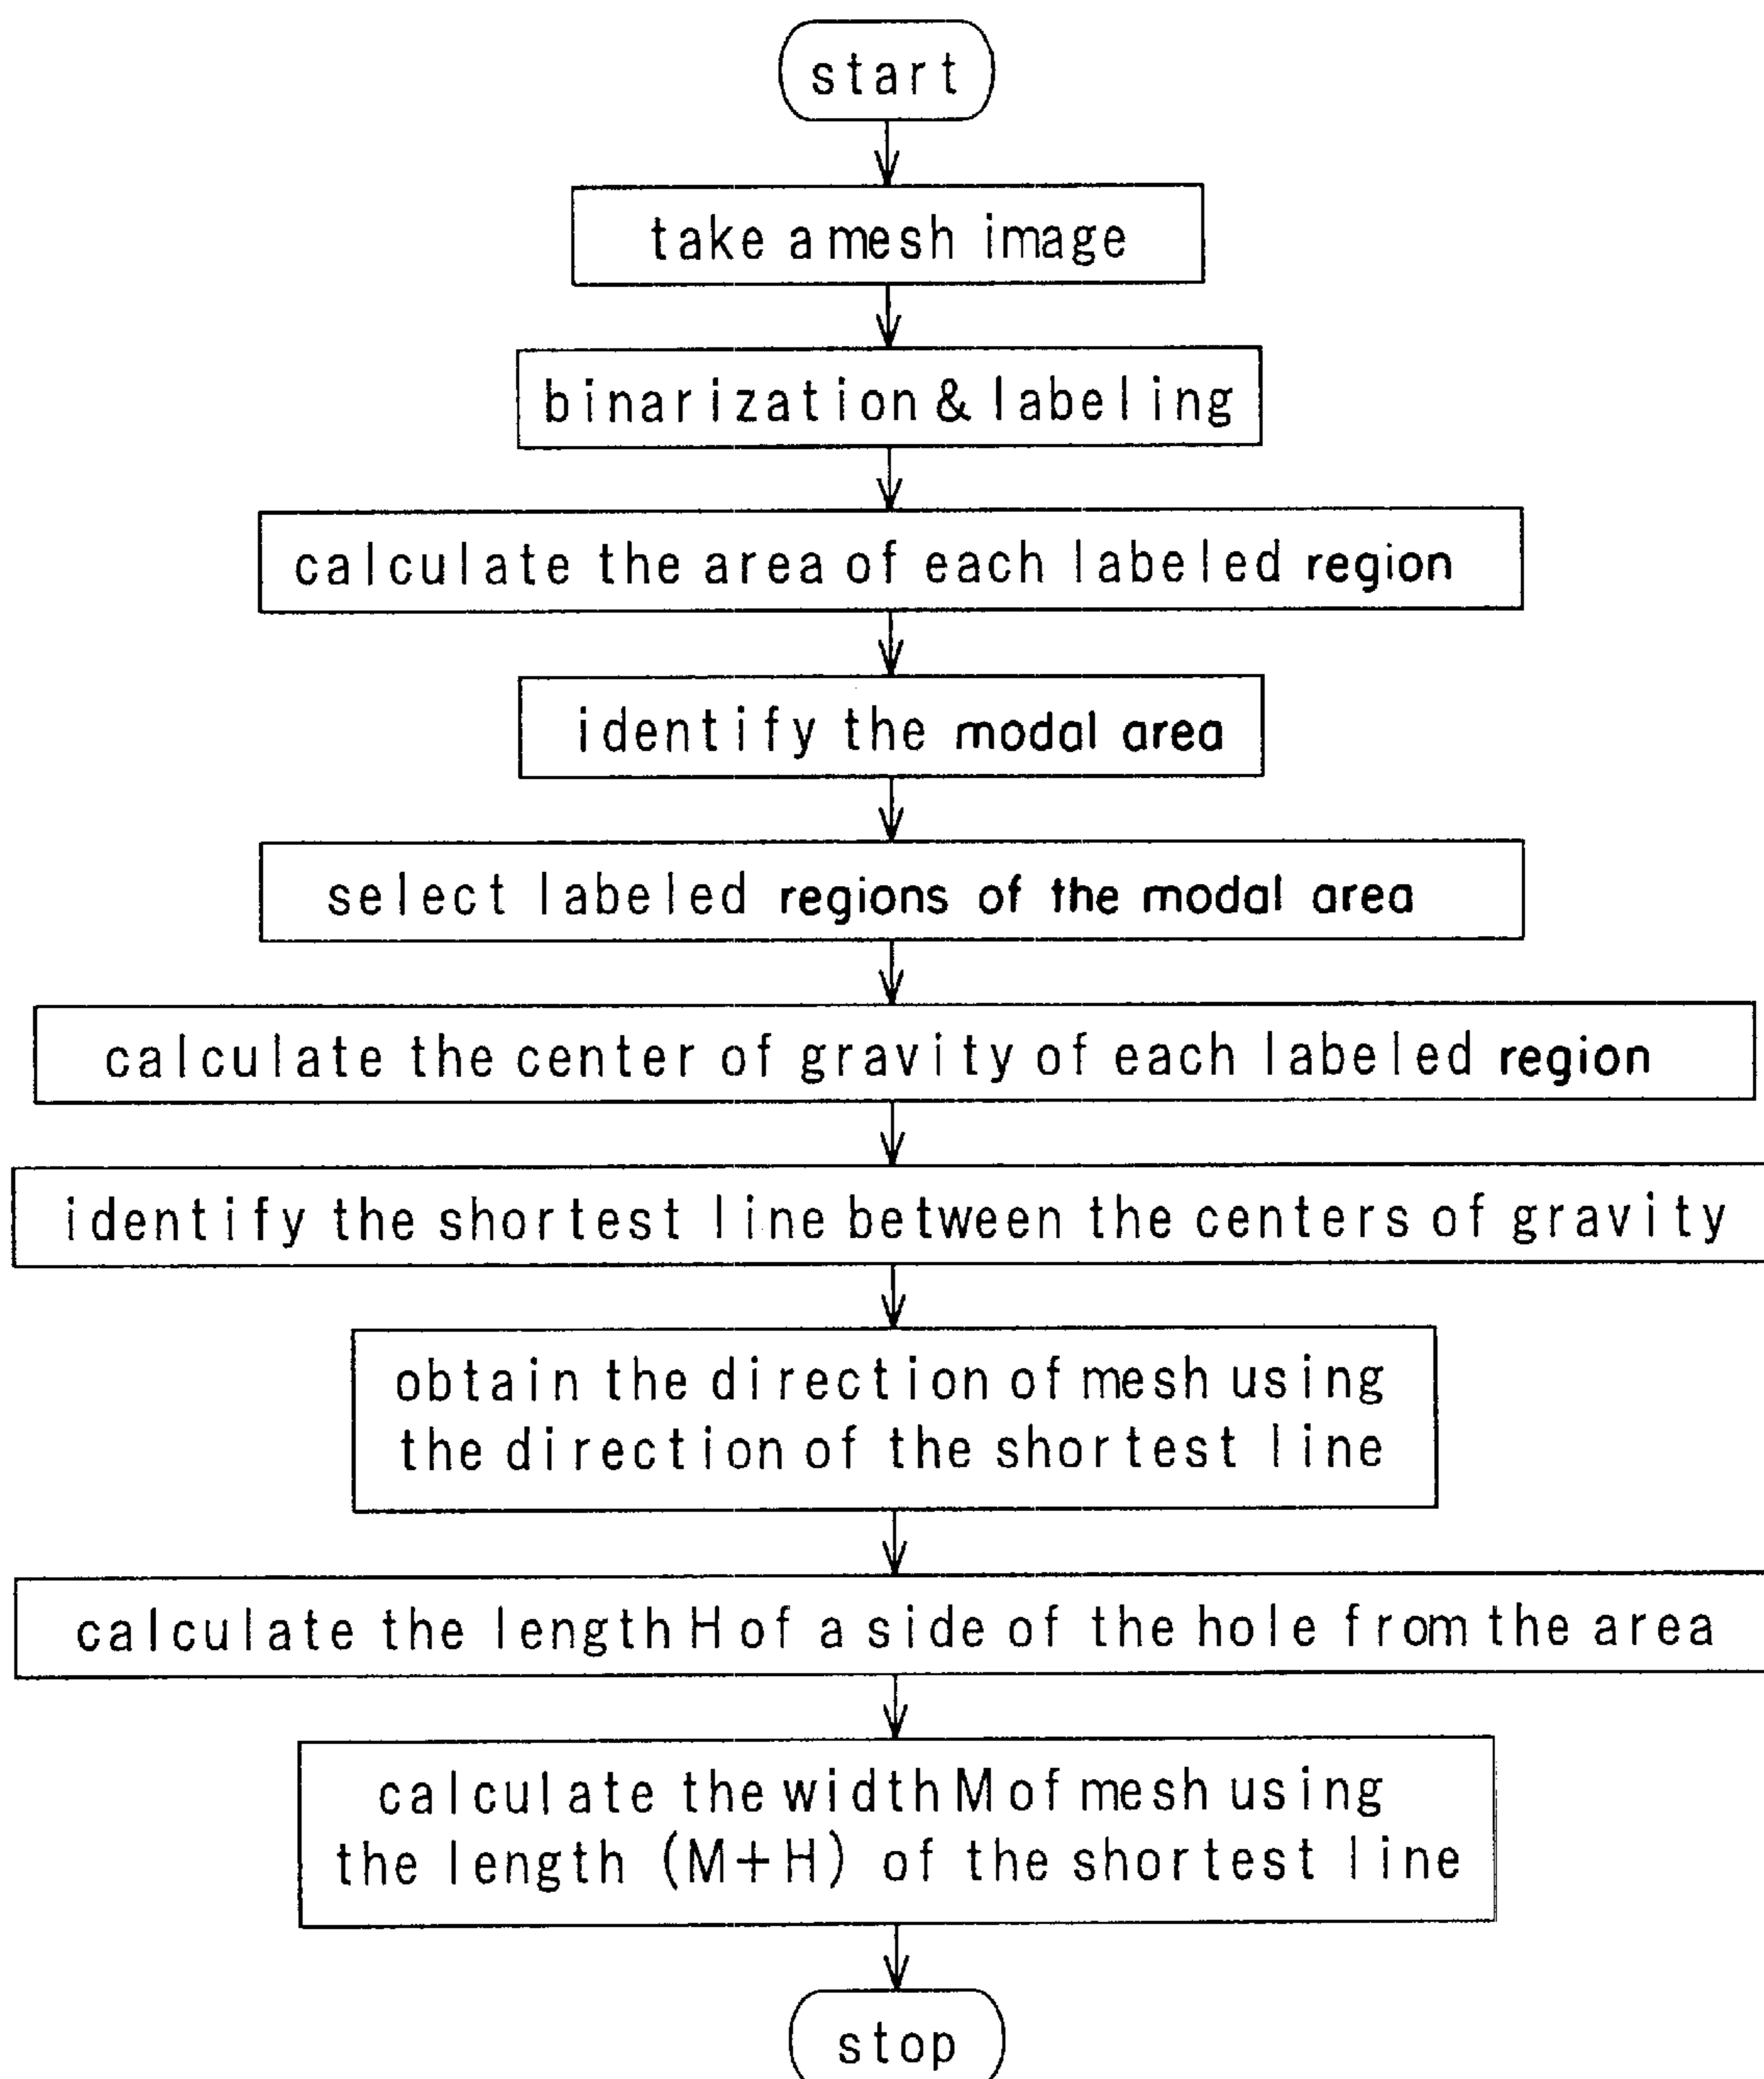 start
take a mesh image
binarization & labeling
calculate the area of each labeled region
identify the modal area
select labeled regions of the modal area
calculate the center of gravity of each labeled region
identify the shortest line between the centers of gravity
obtain the direction of mesh using
the direction of the shortest line
calculate the length H of a side of the hole from the area
calculate the width M of mesh using
the length (M+H) of the shortest line
stop